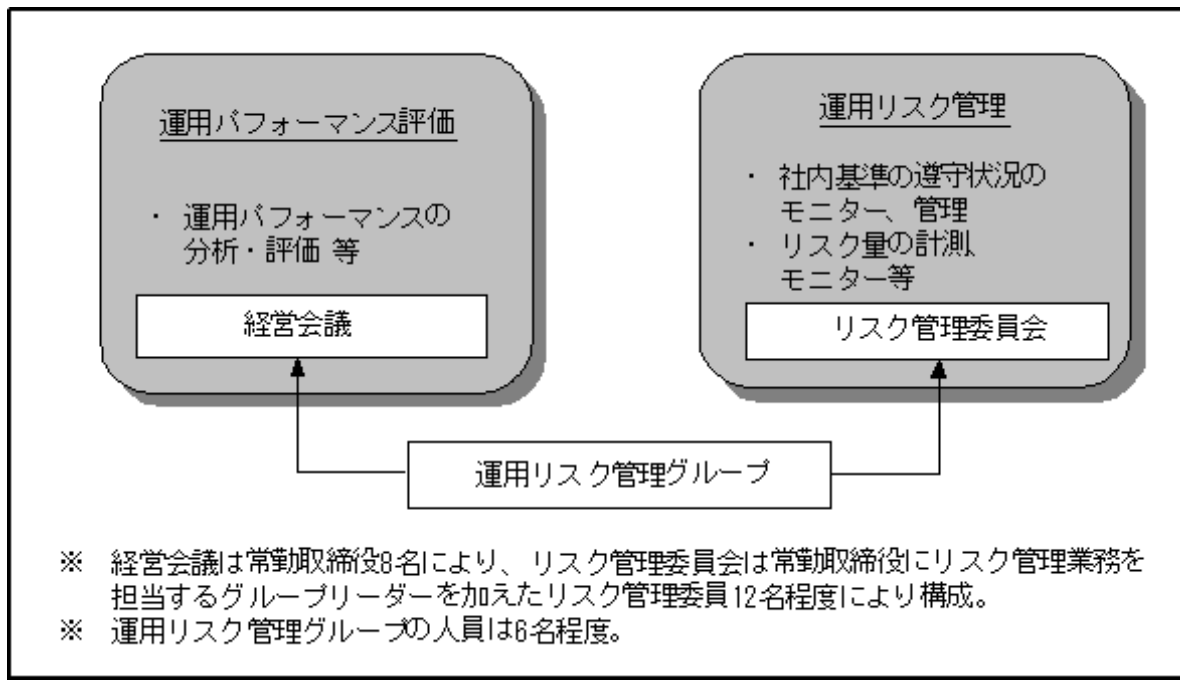 運用パフォーマンス評価
・ 運用パフォーマンスの
分析・評価 等
経営会議
運用リスク管理
・ 社内基準の遵守状況の
モニター、管理
・ リスク量の計測、
モニター等
リスク管理委員会
運用リスク管理グループ
※ 経営会議は常勤取締役8名により、リスク管理委員会は常勤取締役にリスク管理業務を
担当するグループリーダーを加えたリスク管理委員12名程度により構成。
※ 運用リスク管理グループの人員は6名程度。